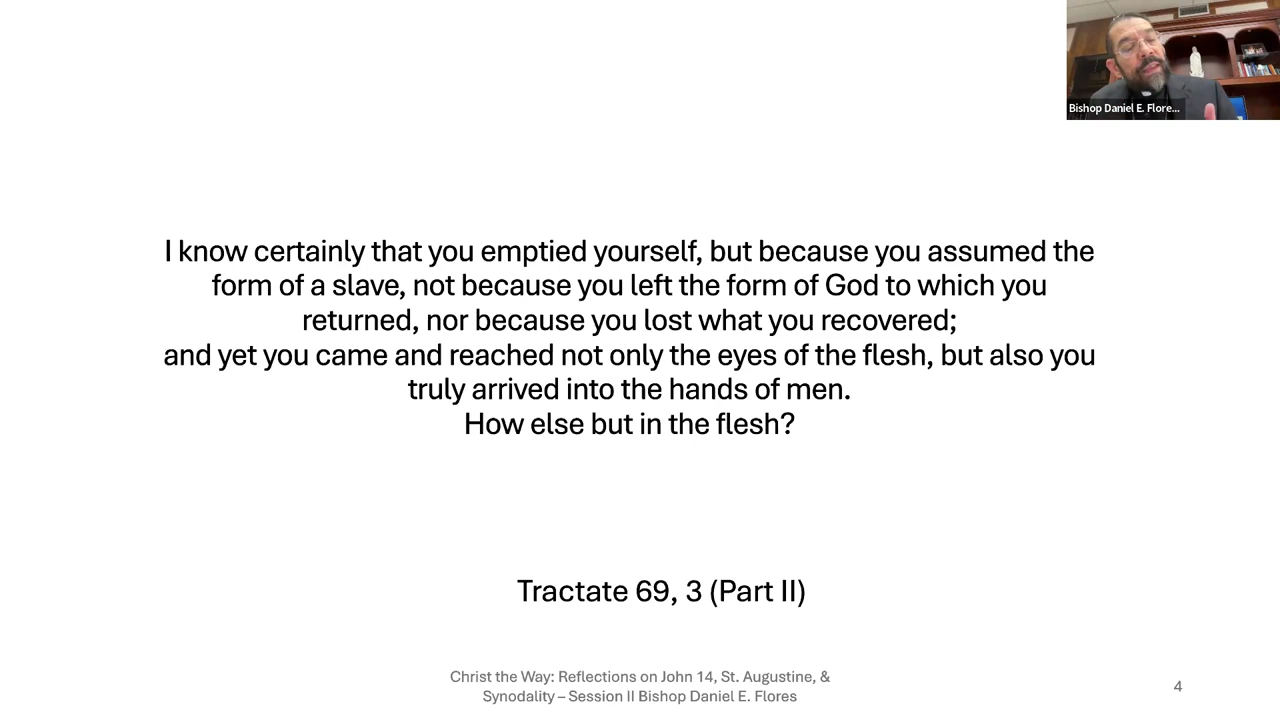 Bishop Daniel E. Flore...
I know certainly that you emptied yourself, but because you assumed the
form of a slave, not because you left the form of God to which you
returned, nor because you lost what you recovered;
and yet you came and reached not only the eyes of the flesh, but also you
truly arrived into the hands of men.
How else but in the flesh?
Tractate 69, 3 (Part II)
Christ the Way: Reflections on John 14, St. Augustine, &
Synodality – Session II Bishop Daniel E. Flores
4